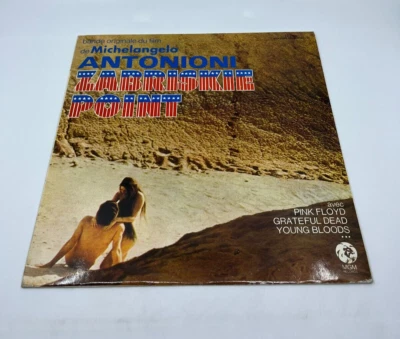 Bande originale du film
de Michelangelo
ANTONIONI
ZABRISKIE
POINT
avec
PINK FLOYD
GRATEFUL DEAD
YOUNG BLOODS
***
MGM